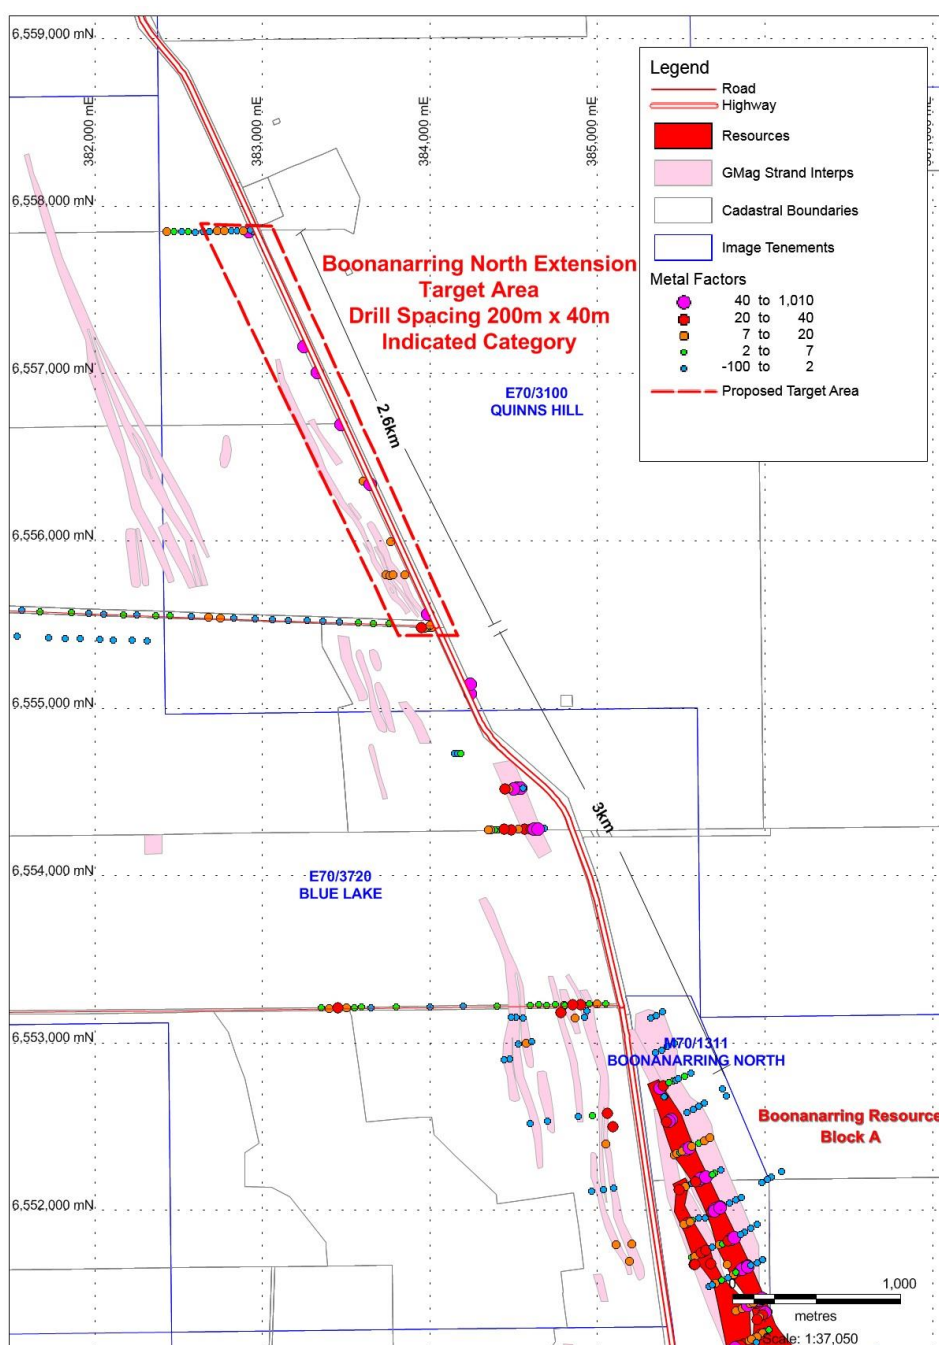 6,559,000 mN
382,000 mE
383,000 mE
384,000 mE
385,000 mE
Legend
Road
Highway
Resources
GMag Strand Interps
Cadastral Boundaries
Image Tenements
Metal Factors
40 to 1,010
20 to 40
7 to 20
2 to 7
-100 to 2
Proposed Target Area
6,558,000 mN
Boonanarring North Extension
Target Area
Drill Spacing 200m x 40m
Indicated Category
6,557,000 mN
E70/3100
QUINNS HILL
2.6km
6,556,000 mN
6,555,000 mN
3km
6,554,000 mN
E70/3720
BLUE LAKE
6,553,000 mN
M70/1311
BOONANARRING NORTH
Boonanarring Resource
Block A
6,552,000 mN
1,000
metres
Scale: 1:37,050